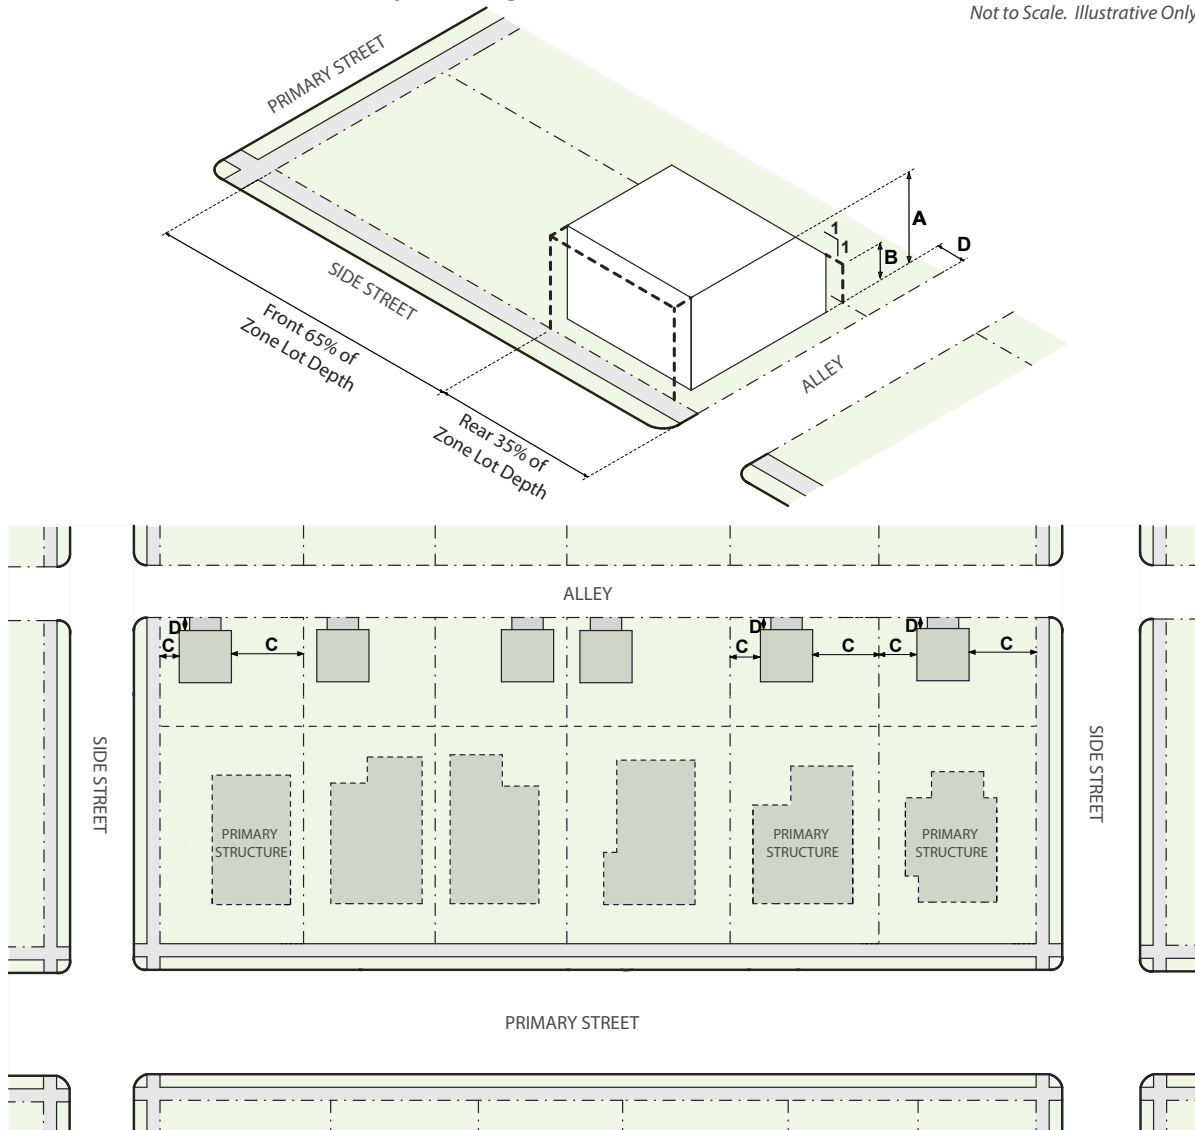 Not to Scale. Illustrative Only
PRIMARY STREET
A
1
1
B
D
SIDE STREET
Front 65% of
Zone Lot Depth
ALLEY
Rear 35% of
Zone Lot Depth
ALLEY
D
D
D
C
C
C
C
C
C
SIDE STREET
SIDE STREET
PRIMARY
STRUCTURE
PRIMARY
STRUCTURE
PRIMARY
STRUCTURE
PRIMARY STREET